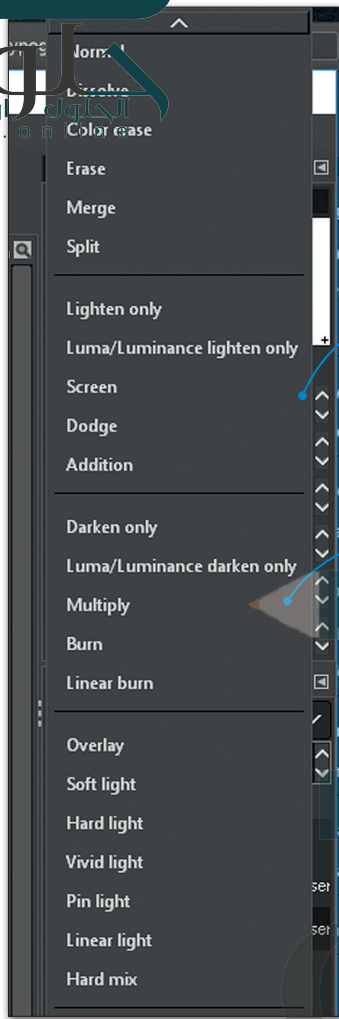 Normal
Dissolve
Color erase
Erase
Merge
Split
Lighten only
Luma/Luminance lighten only
Screen
Dodge
Addition
Darken only
Luma/Luminance darken only
Multiply
Burn
Linear burn
Overlay
Soft light
Hard light
Vivid light
Pin light
Linear light
Hard mix